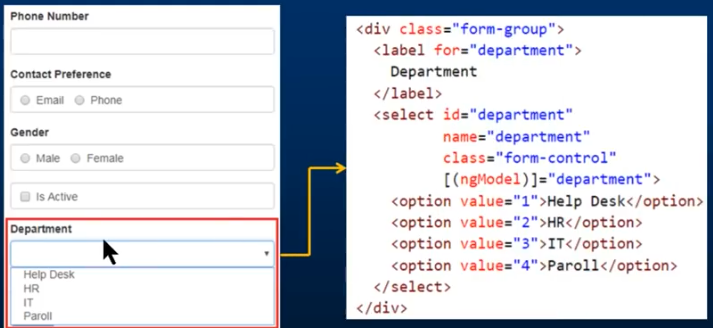 Phone Number
Contact Preference
Email Phone
Gender
Male Female
Is Active
Department
Help Desk
HR
IT
Paroll
<div class="form-group">
<label for="department">
Department
</label>
<select id="department"
name="department"
class="form-control"
[(ngModel)]="department">
<option value="1">Help Desk</option>
<option value="2">HR</option>
<option value="3">IT</option>
<option value="4">Paroll</option>
</select>
</div>